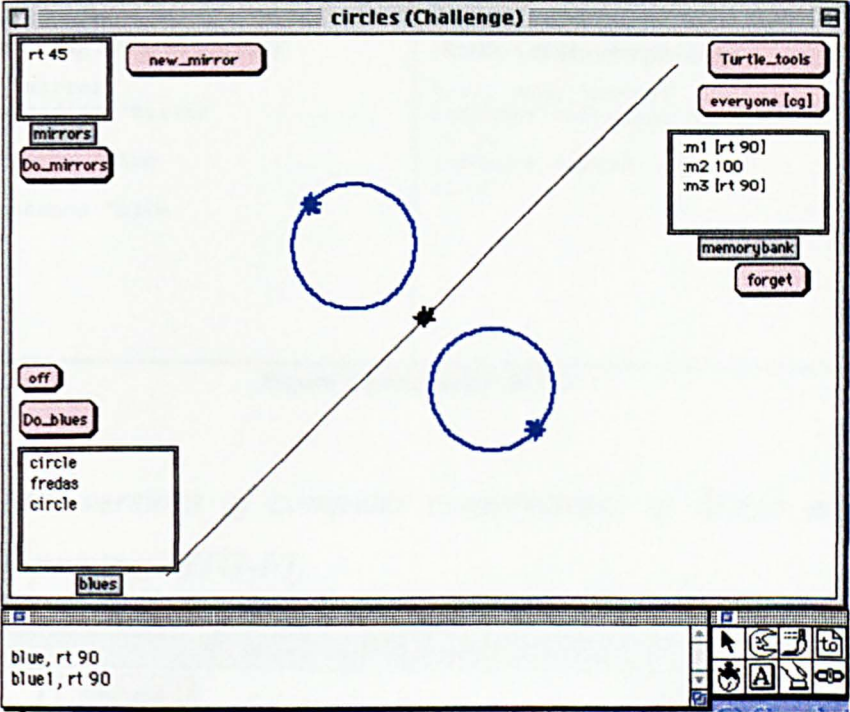 circles (Challenge)
rt 45
new_mirror
Turtle_tools
everyone [cg]
mirrors
Do_mirrors
:m1 [rt 90]
:m2 100
:m3 [rt 90]
memorybank
forget
off
Do_blues
circle
fredas
circle
blues
blue, rt 90
blue1, rt 90
to
A